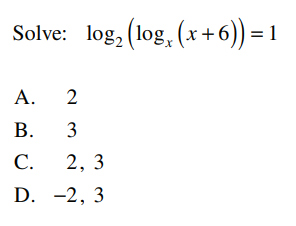 Solve: log₂(logₓ(x+6))=1
A. 2
B. 3
C. 2, 3
D. −2, 3